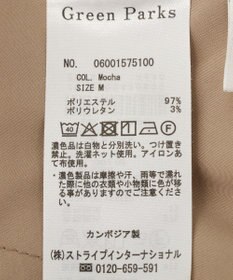 Green Parks
NO. 06001575100
COL. Mocha
SIZE M
ポリエステル 97%
ポリウレタン 3%
濃色品は白物と分別洗い。つけ置き
禁止。洗濯ネット使用。アイロンあ
て布使用。
・濃色製品は摩擦や汗、雨等で濡れ
た際に他の衣類や小物類に色が移る
事がありますのでご注意下さい。
カンボジア製
(株)ストライプインターナショナル
☎ 0120-659-591